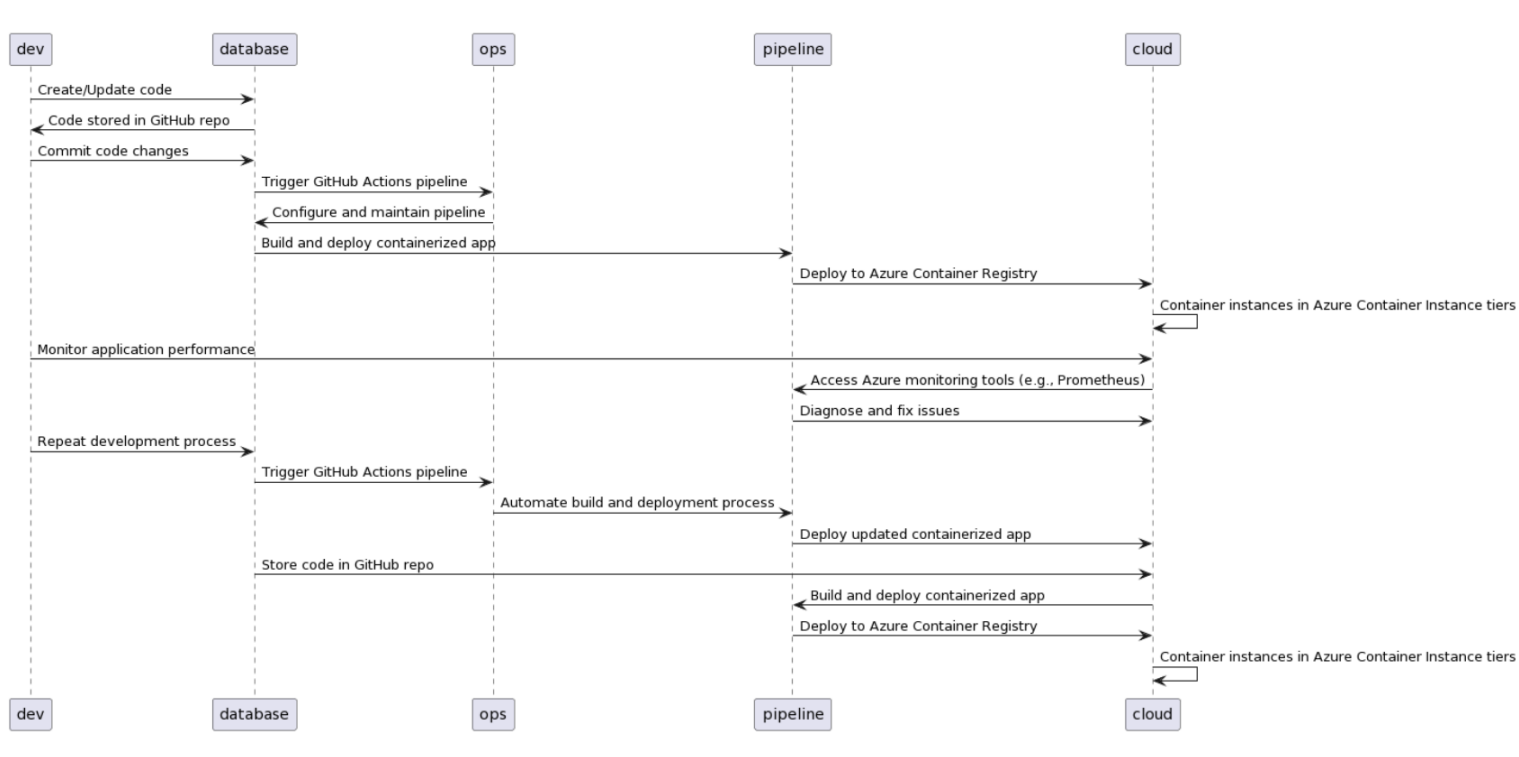 dev database ops pipeline cloud
Create/Update code
Code stored in GitHub repo
Commit code changes
Trigger GitHub Actions pipeline
Configure and maintain pipeline
Build and deploy containerized app
Deploy to Azure Container Registry
Container instances in Azure Container Instance tiers
Monitor application performance
Access Azure monitoring tools (e.g., Prometheus)
Diagnose and fix issues
Repeat development process
Trigger GitHub Actions pipeline
Automate build and deployment process
Deploy updated containerized app
Store code in GitHub repo
Build and deploy containerized app
Deploy to Azure Container Registry
Container instances in Azure Container Instance tiers
dev database ops pipeline cloud